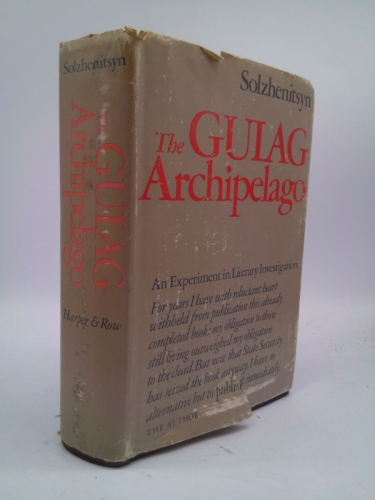 Solzhenitsyn
The GULAG
Archipelago
Harper & Row
Solzhenitsyn
The GULAG
Archipelago
An Experiment in Literary Investigation
For years I have with reluctant heart
withheld from publication this already
completed book: my obligation to those
still living outweighed my obligation
to the dead. But now that State Security
has seized the book anyway, I have no
alternative but to publish immediately.
THE AUTHOR